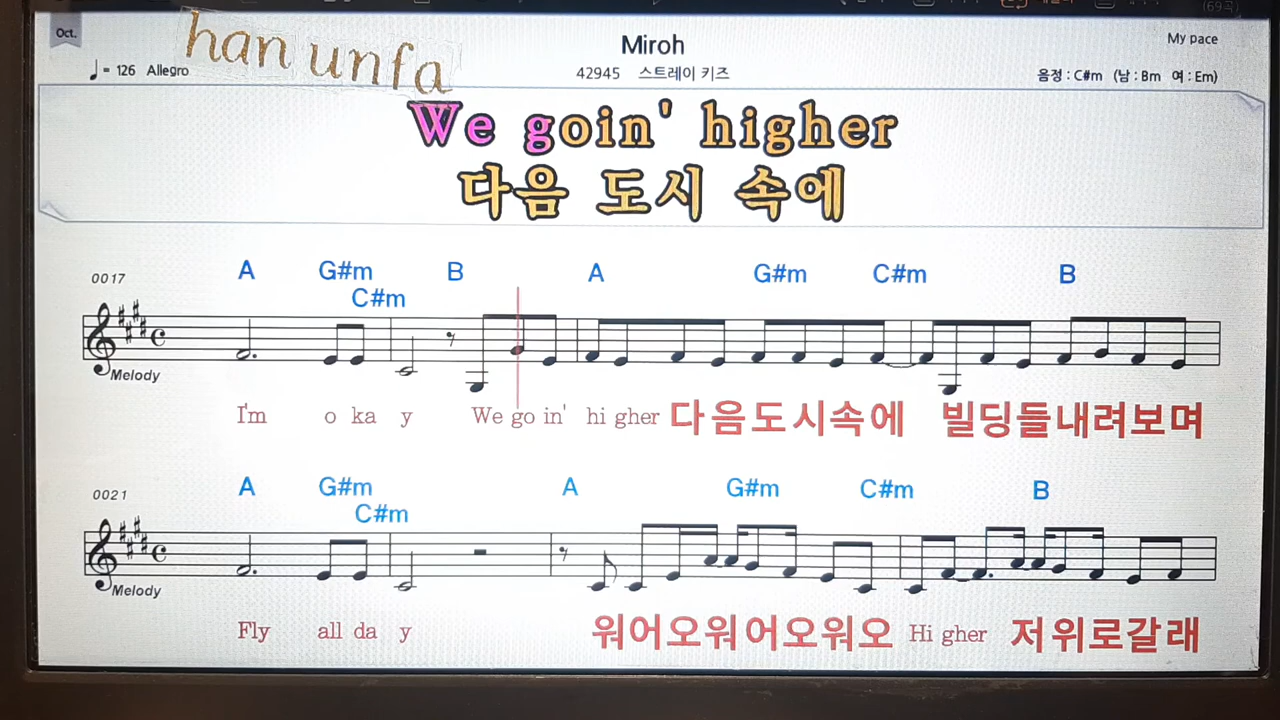 (69곡)
Oct.
han unfa
Miroh
My pace
♩= 126 Allegro
42945 스트레이 키즈
음정 : C#m (남 : Bm 여 : Em)
We goin' higher
다음 도시 속에
0017
A G#m B A G#m C#m B
C#m
Melody
I'm o ka y We go in' hi gher 다음도시속에 빌딩들내려보며
0021
A G#m A G#m C#m B
C#m
Melody
Fly all da y 워어오워어오워오 Hi gher 저위로갈래